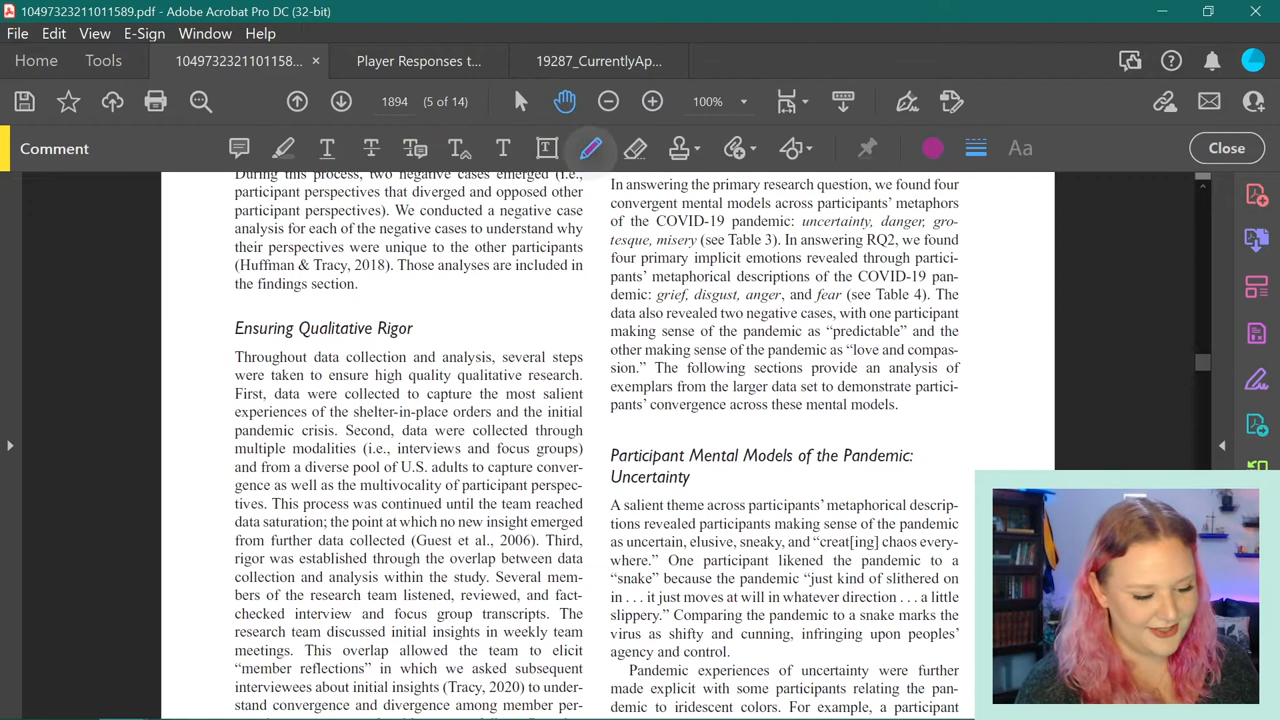 10497323211011589.pdf - Adobe Acrobat Pro DC (32-bit)
File Edit View E-Sign Window Help
Home Tools 1049732321101158... × Player Responses t... 19287_CurrentlyAp...
1894 (5 of 14) 100%
Comment Aa Close
During this process, two negative cases emerged (i.e.,
participant perspectives that diverged and opposed other
participant perspectives). We conducted a negative case
analysis for each of the negative cases to understand why
their perspectives were unique to the other participants
(Huffman & Tracy, 2018). Those analyses are included in
the findings section.
Ensuring Qualitative Rigor
Throughout data collection and analysis, several steps
were taken to ensure high quality qualitative research.
First, data were collected to capture the most salient
experiences of the shelter-in-place orders and the initial
pandemic crisis. Second, data were collected through
multiple modalities (i.e., interviews and focus groups)
and from a diverse pool of U.S. adults to capture conver-
gence as well as the multivocality of participant perspec-
tives. This process was continued until the team reached
data saturation; the point at which no new insight emerged
from further data collected (Guest et al., 2006). Third,
rigor was established through the overlap between data
collection and analysis within the study. Several mem-
bers of the research team listened, reviewed, and fact-
checked interview and focus group transcripts. The
research team discussed initial insights in weekly team
meetings. This overlap allowed the team to elicit
“member reflections” in which we asked subsequent
interviewees about initial insights (Tracy, 2020) to under-
stand convergence and divergence among member per-
In answering the primary research question, we found four
convergent mental models across participants’ metaphors
of the COVID-19 pandemic: uncertainty, danger, gro-
tesque, misery (see Table 3). In answering RQ2, we found
four primary implicit emotions revealed through partici-
pants’ metaphorical descriptions of the COVID-19 pan-
demic: grief, disgust, anger, and fear (see Table 4). The
data also revealed two negative cases, with one participant
making sense of the pandemic as “predictable” and the
other making sense of the pandemic as “love and compas-
sion.” The following sections provide an analysis of
exemplars from the larger data set to demonstrate partici-
pants’ convergence across these mental models.
Participant Mental Models of the Pandemic:
Uncertainty
A salient theme across participants’ metaphorical descrip-
tions revealed participants making sense of the pandemic
as uncertain, elusive, sneaky, and “creat[ing] chaos every-
where.” One participant likened the pandemic to a
“snake” because the pandemic “just kind of slithered on
in . . . it just moves at will in whatever direction . . . a little
slippery.” Comparing the pandemic to a snake marks the
virus as shifty and cunning, infringing upon peoples’
agency and control.
Pandemic experiences of uncertainty were further
made explicit with some participants relating the pan-
demic to iridescent colors. For example, a participant